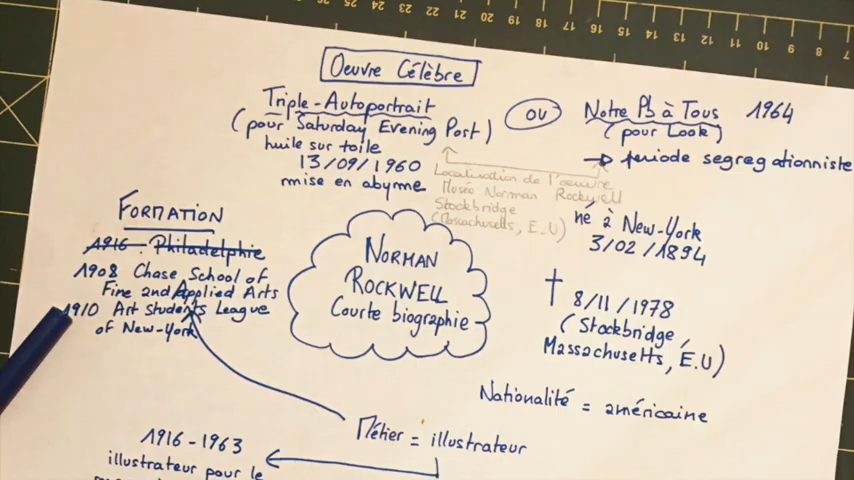 Oeuvre Célèbre
Triple-Autoportrait
(pour Saturday Evening Post)
huile sur toile
13/09/1960
mise en abyme
ou
Notre Pb à Tous 1964
(pour Look)
→ periode segregationniste
Localisation de l'oeuvre
Musée Norman Rockwell
Stockbridge
(Massachusetts, E.U)
FORMATION
1916 : Philadelphie
1908 Chase School of
Fine and Applied Arts
1910 Art students League
of New-York
NORMAN
ROCKWELL
Courte biographie
né à New-York
3/02/1894
† 8/11/1978
(Stockbridge,
Massachusetts, É.U)
Nationalité = américaine
Métier = illustrateur
1916-1963
illustrateur pour le
23
22
21
20
19
18
17
16
15
14
13
12
11
10
9
8
7